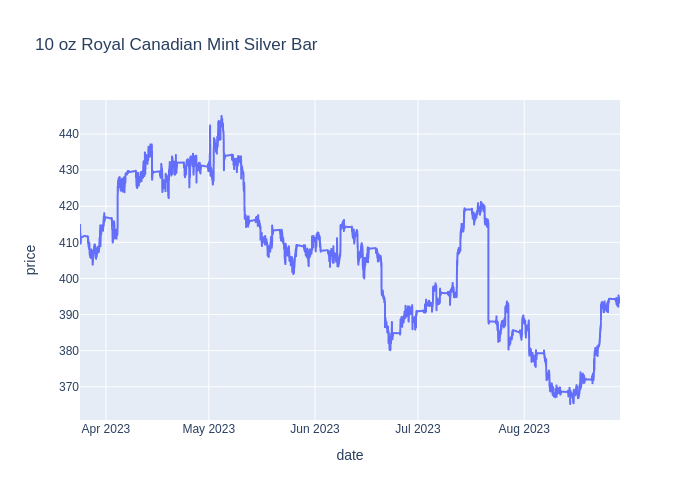 10 oz Royal Canadian Mint Silver Bar
price
440
430
420
410
400
390
380
370
Apr 2023
May 2023
Jun 2023
Jul 2023
Aug 2023
date